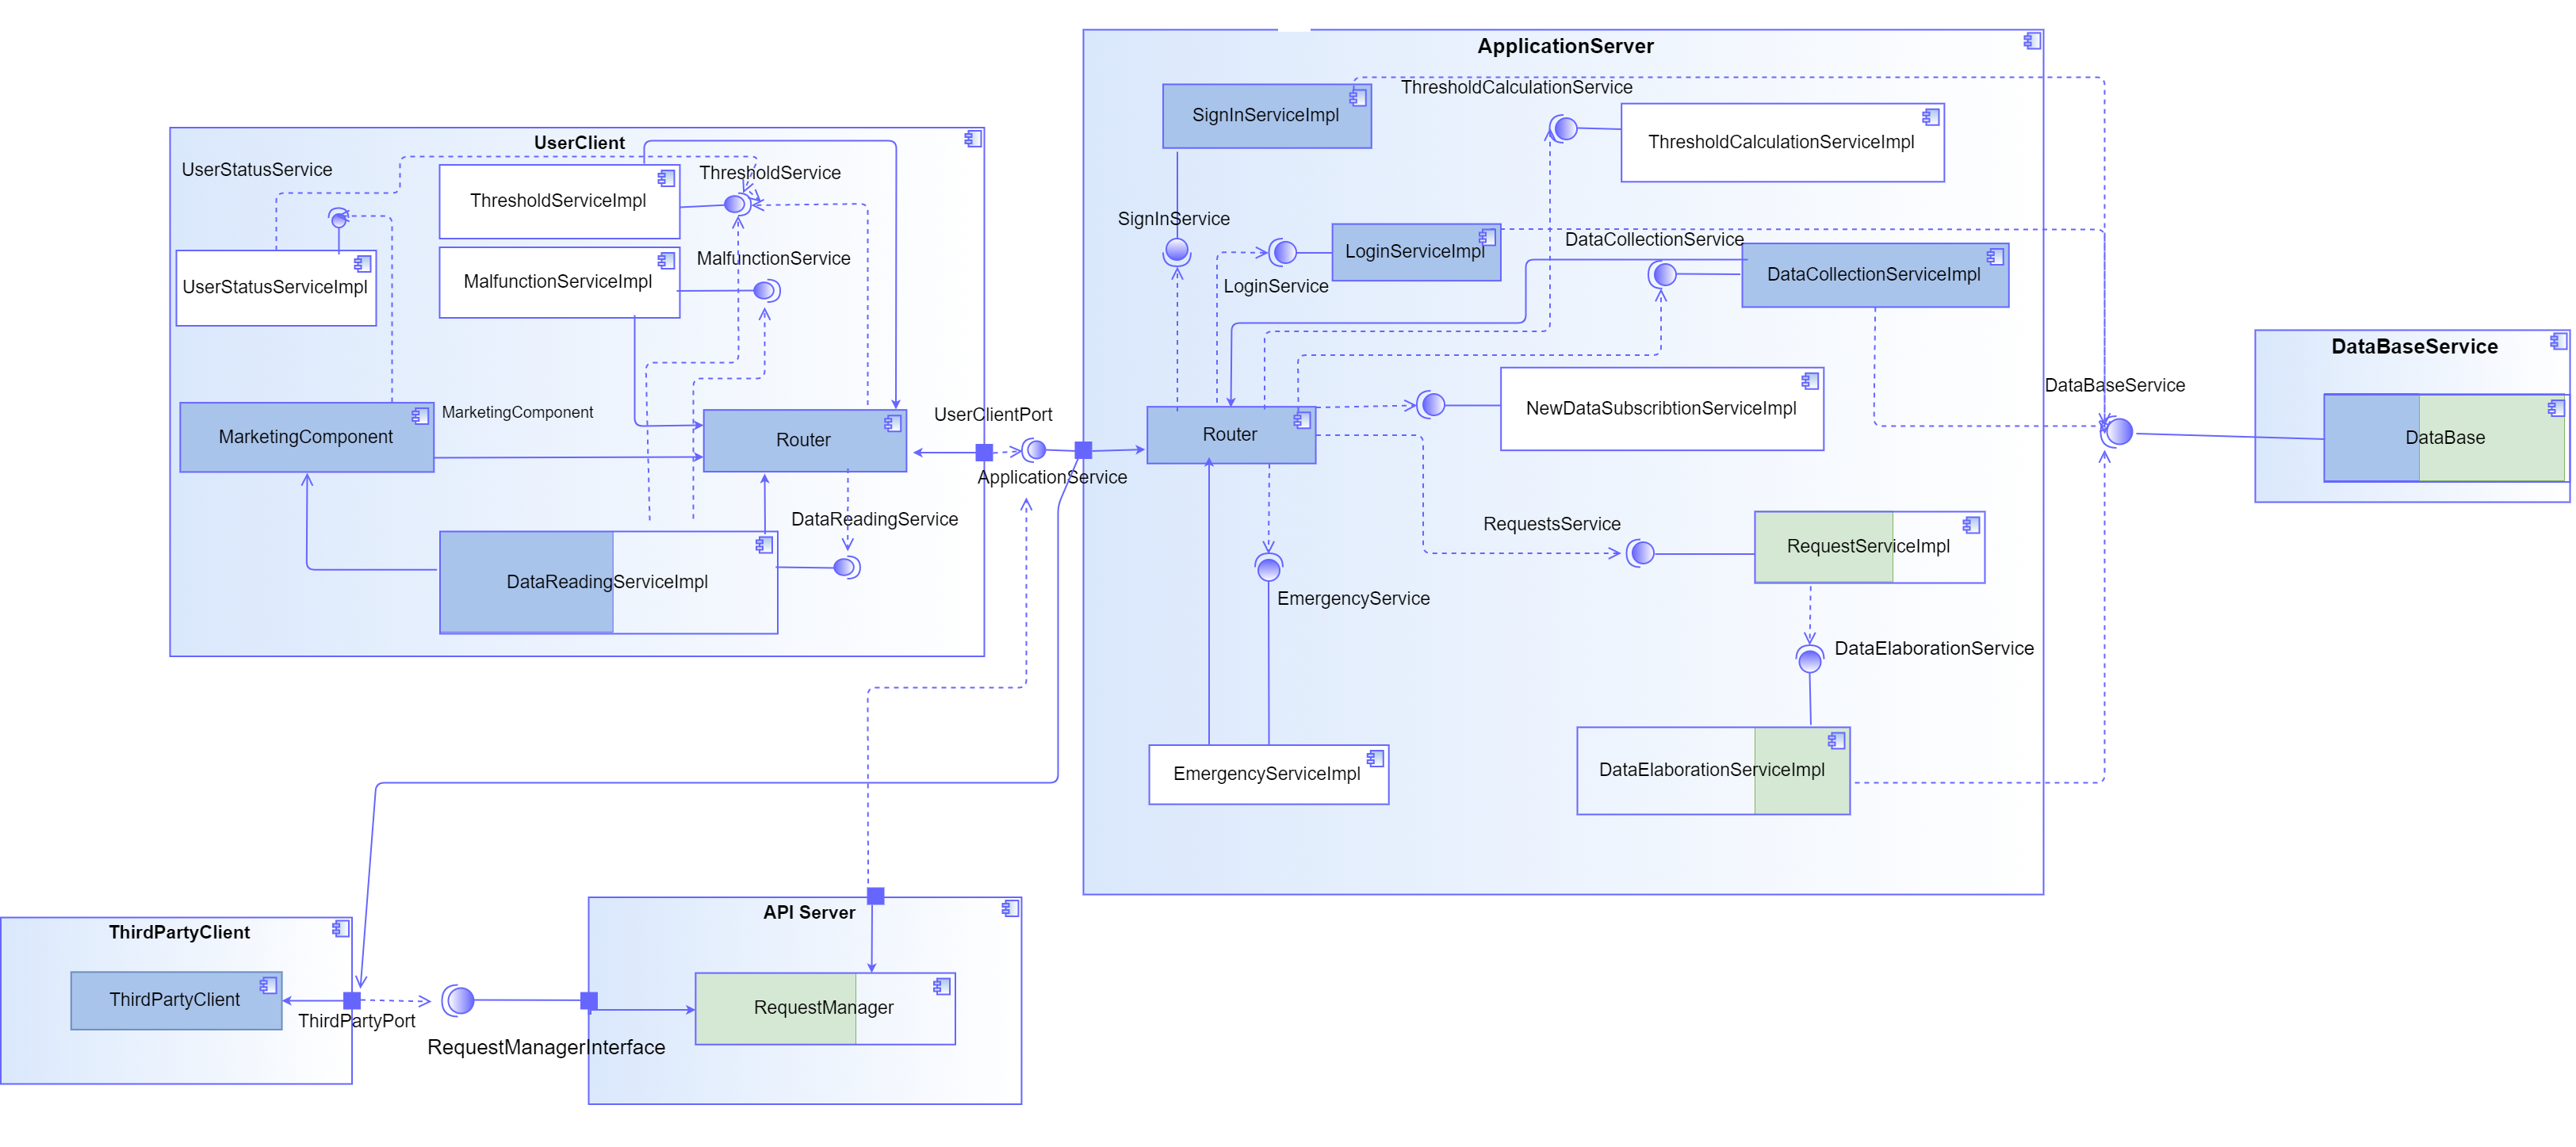 ApplicationServer
ThresholdCalculationService
SignInServiceImpl
ThresholdCalculationServiceImpl
UserClient
UserStatusService
ThresholdService
ThresholdServiceImpl
SignInService
DataCollectionService
LoginServiceImpl
MalfunctionService
DataCollectionServiceImpl
MalfunctionServiceImpl
UserStatusServiceImpl
LoginService
DataBaseService
DataBaseService
NewDataSubscribtionServiceImpl
MarketingComponent
UserClientPort
MarketingComponent
Router
Router
DataBase
ApplicationService
DataReadingService
RequestsService
RequestServiceImpl
DataReadingServiceImpl
EmergencyService
DataElaborationService
EmergencyServiceImpl
DataElaborationServiceImpl
API Server
ThirdPartyClient
ThirdPartyClient
RequestManager
ThirdPartyPort
RequestManagerInterface